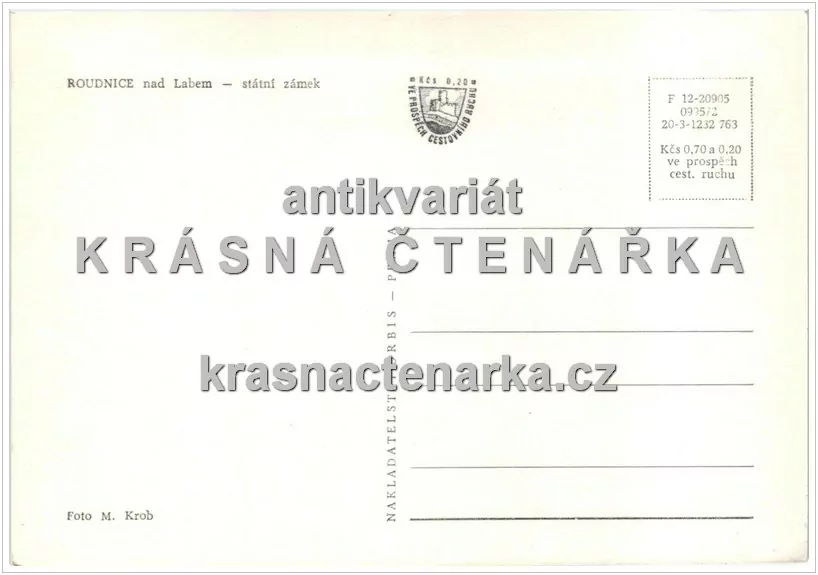 ROUDNICE nad Labem — státní zámek
Kčs 0,20
VE PROSPĚCH CESTOVNÍHO RUCHU
F 12-20905
20-3-1232 763
Kčs 0,70 a 0,20
ve prospěch
cest. ruchu
antikvariát
KRÁSNÁ ČTENÁŘKA
krasnactenarka.cz
NAKLADATELSTVÍ ORBIS — PRAHA
Foto M. Krob